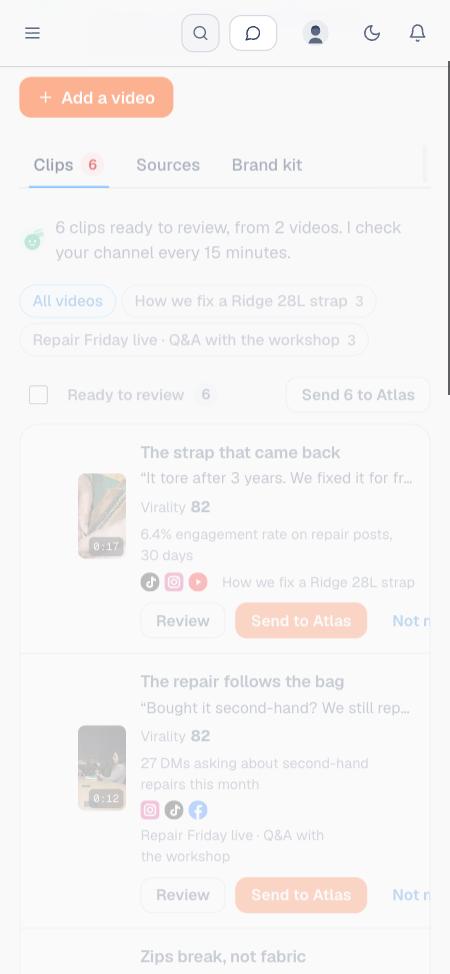 Add a video
Clips 6 Sources Brand kit
6 clips ready to review, from 2 videos. I check
your channel every 15 minutes.
All videos How we fix a Ridge 28L strap 3
Repair Friday live · Q&A with the workshop 3
Ready to review 6 Send 6 to Atlas
The strap that came back
“It tore after 3 years. We fixed it for fr…
Virality 82
0:17
6.4% engagement rate on repair posts,
30 days
How we fix a Ridge 28L strap
Review Send to Atlas Not
The repair follows the bag
“Bought it second-hand? We still rep…
Virality 82
27 DMs asking about second-hand
repairs this month
0:12
Repair Friday live · Q&A with
the workshop
Review Send to Atlas Not
Zips break, not fabric